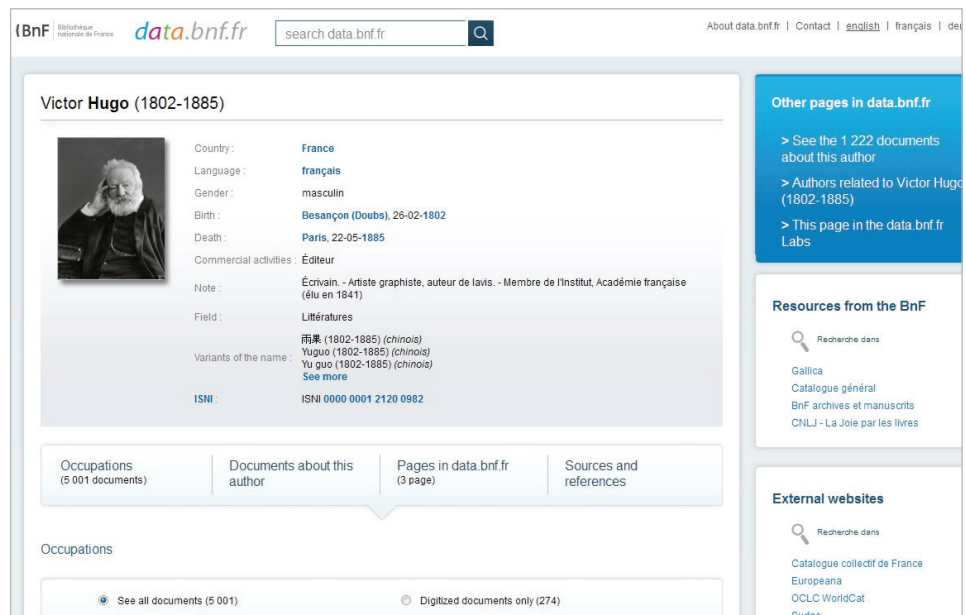 {BnF Bibliothèque nationale de France
data.bnf.fr
search data.bnf.fr
About data.bnf.fr | Contact | english | français | deu
Victor Hugo (1802-1885)
Country : France
Language : français
Gender : masculin
Birth : Besançon (Doubs), 26-02-1802
Death : Paris, 22-05-1885
Commercial activities : Éditeur
Note : Écrivain. - Artiste graphiste, auteur de lavis. - Membre de l'Institut, Académie française
(élu en 1841)
Field : Littératures
Variants of the name : 雨果 (1802-1885) (chinois)
Yuguo (1802-1885) (chinois)
Yu guo (1802-1885) (chinois)
See more
ISNI : ISNI 0000 0001 2120 0982
Occupations
(5 001 documents)
Documents about this
author
Pages in data.bnf.fr
(3 page)
Sources and
references
Occupations
See all documents (5 001)
Digitized documents only (274)
Other pages in data.bnf.fr
> See the 1 222 documents
about this author
> Authors related to Victor Hugo
(1802-1885)
> This page in the data.bnf.fr
Labs
Resources from the BnF
Recherche dans
Gallica
Catalogue général
BnF archives et manuscrits
CNLJ - La Joie par les livres
External websites
Recherche dans
Catalogue collectif de France
Europeana
OCLC WorldCat
Sudoc